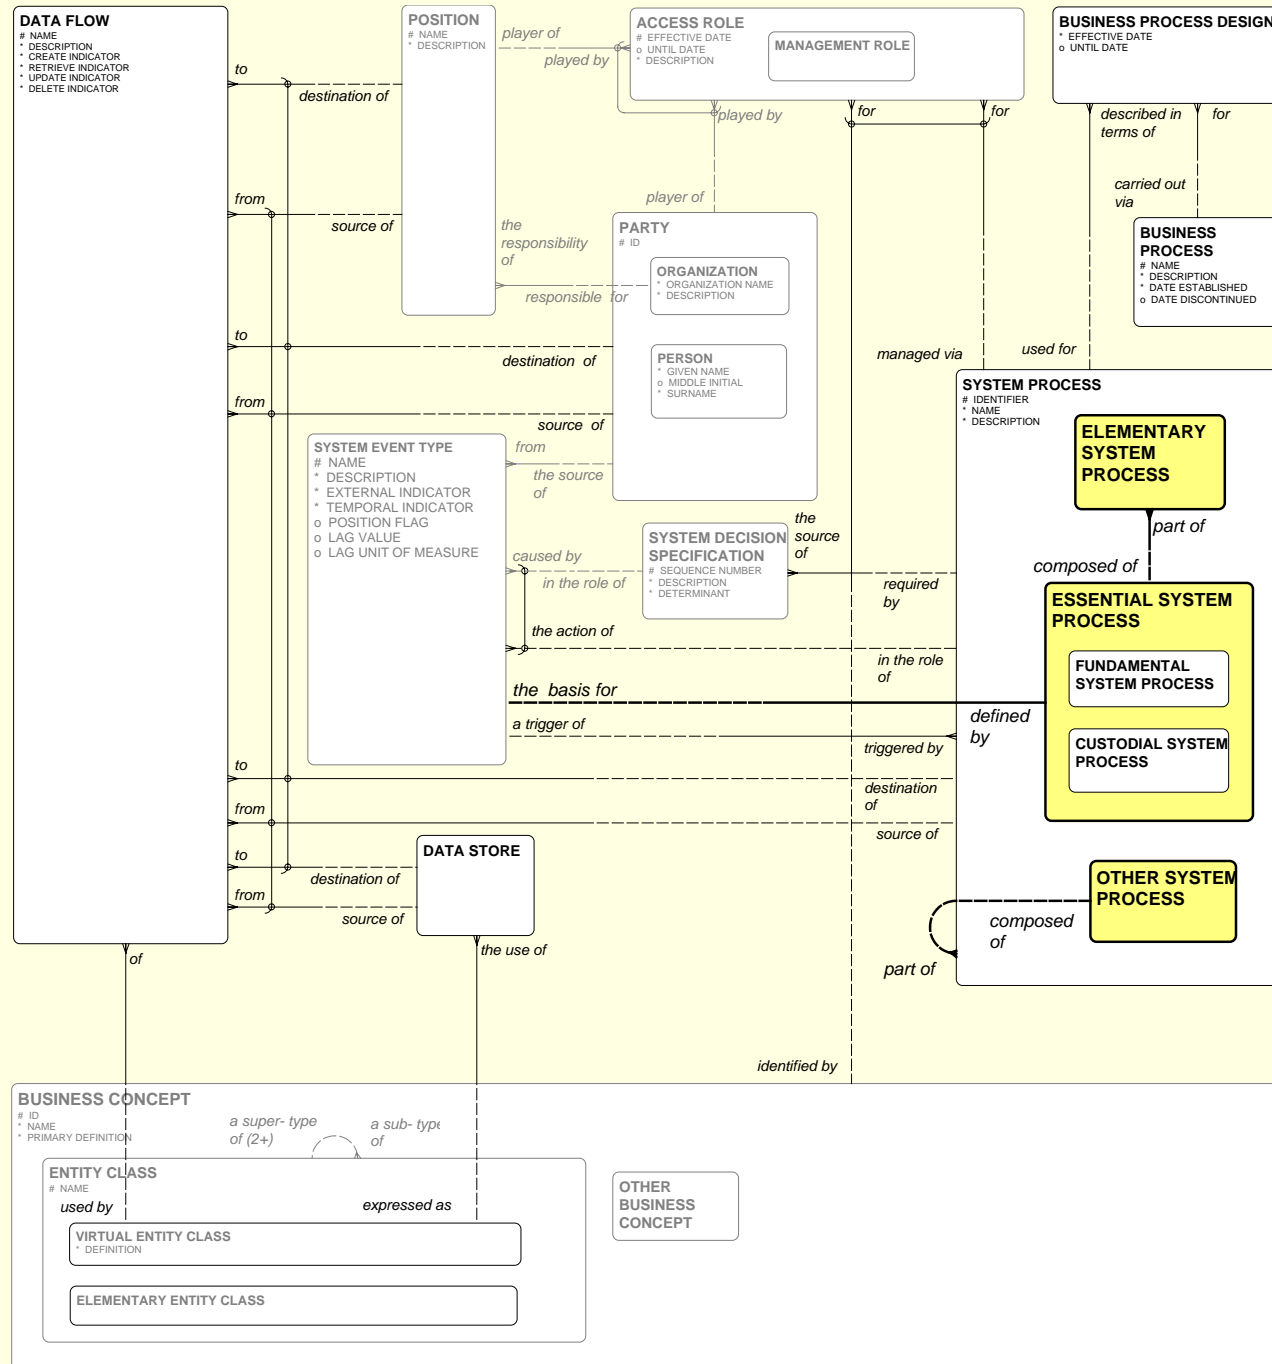 DATA FLOW
# NAME
* DESCRIPTION
* CREATE INDICATOR
* RETRIEVE INDICATOR
* UPDATE INDICATOR
* DELETE INDICATOR
to
destination of
from
source of
to
destination of
from
source of
to
destination of
from
source of
to
destination of
from
source of
of
POSITION
# NAME
* DESCRIPTION
player of
played by
the
responsibility
of
responsible for
ACCESS ROLE
# EFFECTIVE DATE
o UNTIL DATE
* DESCRIPTION
MANAGEMENT ROLE
played by
player of
for
for
managed via
identified by
BUSINESS PROCESS DESIGN
* EFFECTIVE DATE
o UNTIL DATE
described in
terms of
for
carried out
via
used for
BUSINESS
PROCESS
# NAME
* DESCRIPTION
* DATE ESTABLISHED
o DATE DISCONTINUED
PARTY
# ID
ORGANIZATION
* ORGANIZATION NAME
* DESCRIPTION
PERSON
* GIVEN NAME
o MIDDLE INITIAL
* SURNAME
SYSTEM EVENT TYPE
# NAME
* DESCRIPTION
* EXTERNAL INDICATOR
* TEMPORAL INDICATOR
o POSITION FLAG
o LAG VALUE
o LAG UNIT OF MEASURE
from
the source
of
caused by
in the role of
the action of
in the role
of
the basis for
defined
by
a trigger of
triggered by
SYSTEM DECISION
SPECIFICATION
# SEQUENCE NUMBER
* DESCRIPTION
* DETERMINANT
the
source
of
required
by
SYSTEM PROCESS
# IDENTIFIER
* NAME
* DESCRIPTION
ELEMENTARY
SYSTEM
PROCESS
part of
composed of
ESSENTIAL SYSTEM
PROCESS
FUNDAMENTAL
SYSTEM PROCESS
CUSTODIAL SYSTEM
PROCESS
OTHER SYSTEM
PROCESS
composed
of
part of
DATA STORE
the use of
BUSINESS CONCEPT
# ID
* NAME
* PRIMARY DEFINITION
a super- type
of (2+)
a sub- type
of
ENTITY CLASS
# NAME
used by
expressed as
VIRTUAL ENTITY CLASS
* DEFINITION
ELEMENTARY ENTITY CLASS
OTHER
BUSINESS
CONCEPT